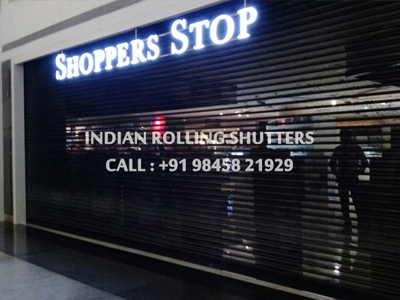 SHOPPERS STOP
INDIAN ROLLING SHUTTERS
CALL : +91 98458 21929